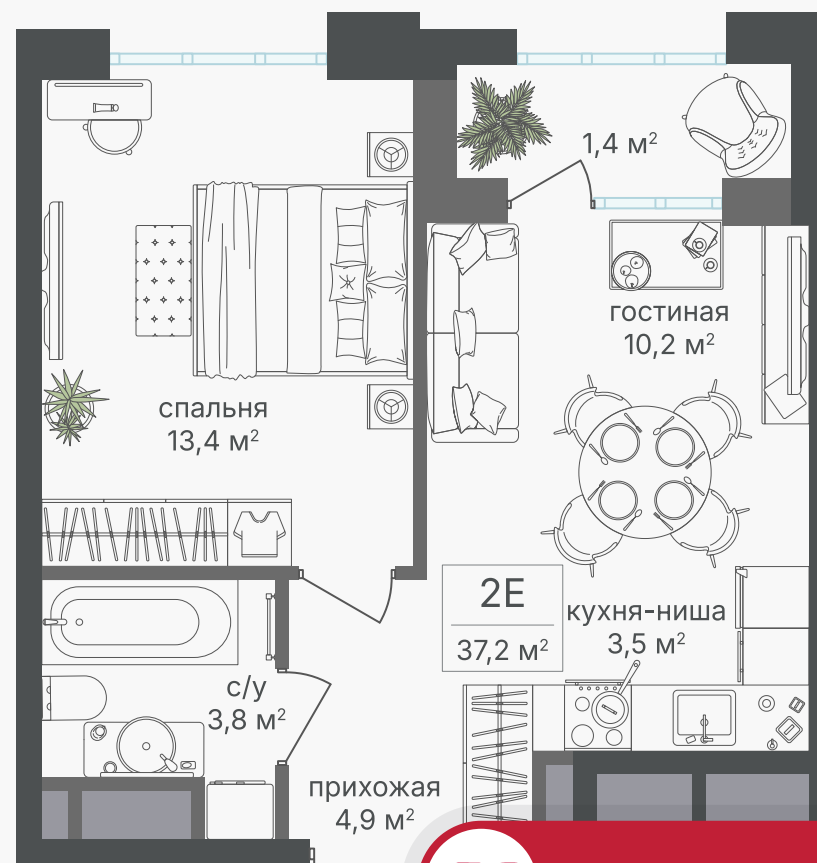 1,4 м²
гостиная
10,2 м²
спальня
13,4 м²
2E
37,2 м²
кухня-ниша
3,5 м²
с/у
3,8 м²
прихожая
4,9 м²